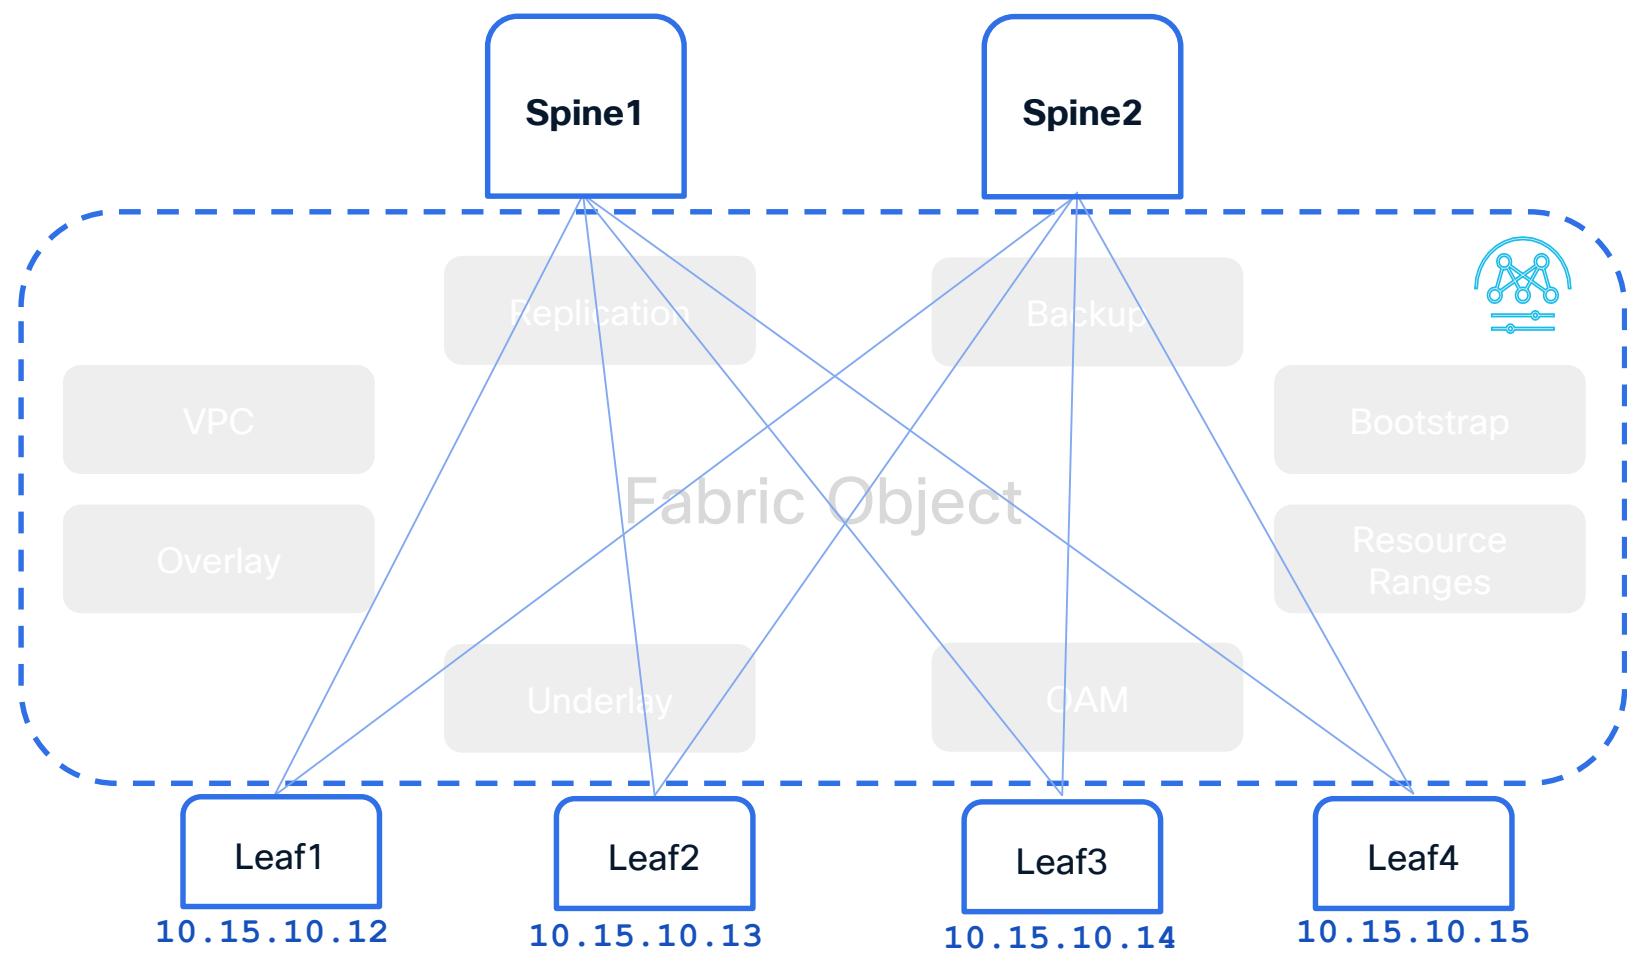 Spine1
Spine2
Replication
Backup
VPC
Bootstrap
Fabric Object
Overlay
Resource
Ranges
Underlay
OAM
Leaf1
Leaf2
Leaf3
Leaf4
10.15.10.12
10.15.10.13
10.15.10.14
10.15.10.15